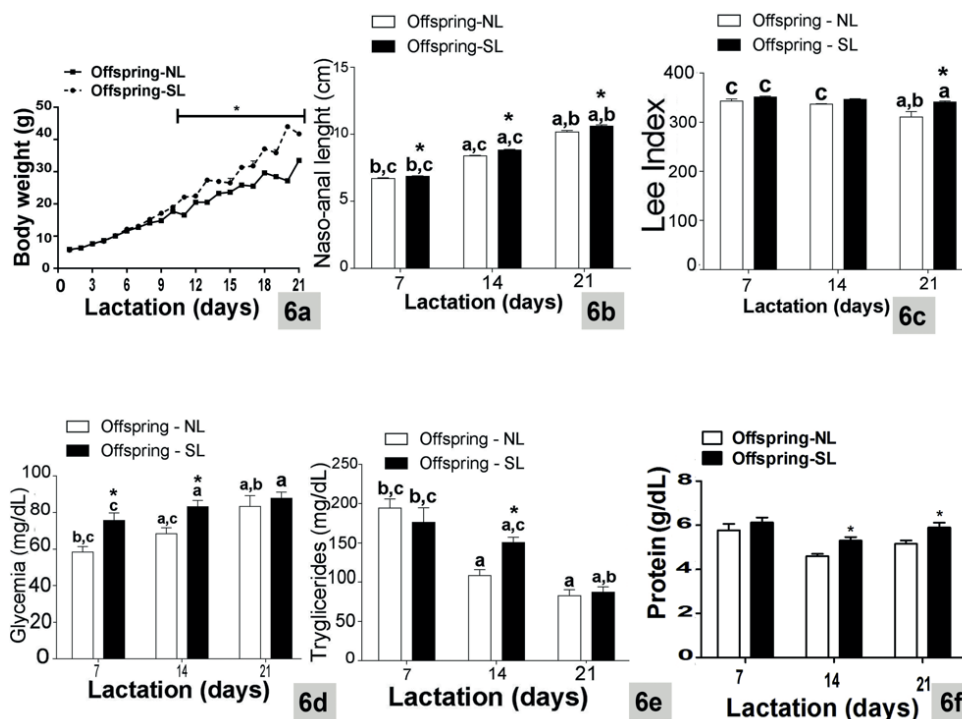 Offspring-NL
Offspring-SL
*
Body weight (g)
50
40
30
20
10
0
0 3 6 9 12 15 18 21
Lactation (days)
6a
Offspring-NL
Offspring-SL
Naso-anal lenght (cm)
15
10
5
0
b,c
*
b,c
a,c
*
a,c
a,b
*
a,b
7 14 21
Lactation (days)
6b
Offspring - NL
Offspring - SL
Lee Index
400
300
200
100
0
c
c
c
a,b
*
a
7 14 21
Lactation (days)
6c
Offspring - NL
Offspring - SL
Glycemia (mg/dL)
100
80
60
40
20
0
b,c
*
c
a,c
*
a
a,b
a
7 14 21
Lactation (days)
6d
Offspring - NL
Offspring - SL
Tryglicerides (mg/dL)
250
200
150
100
50
0
b,c
b,c
a
*
a,c
a
a,b
7 14 21
Lactation (days)
6e
Offspring-NL
Offspring-SL
Protein (g/dL)
8
6
4
2
0
*
*
7 14 21
Lactation (days)
6f